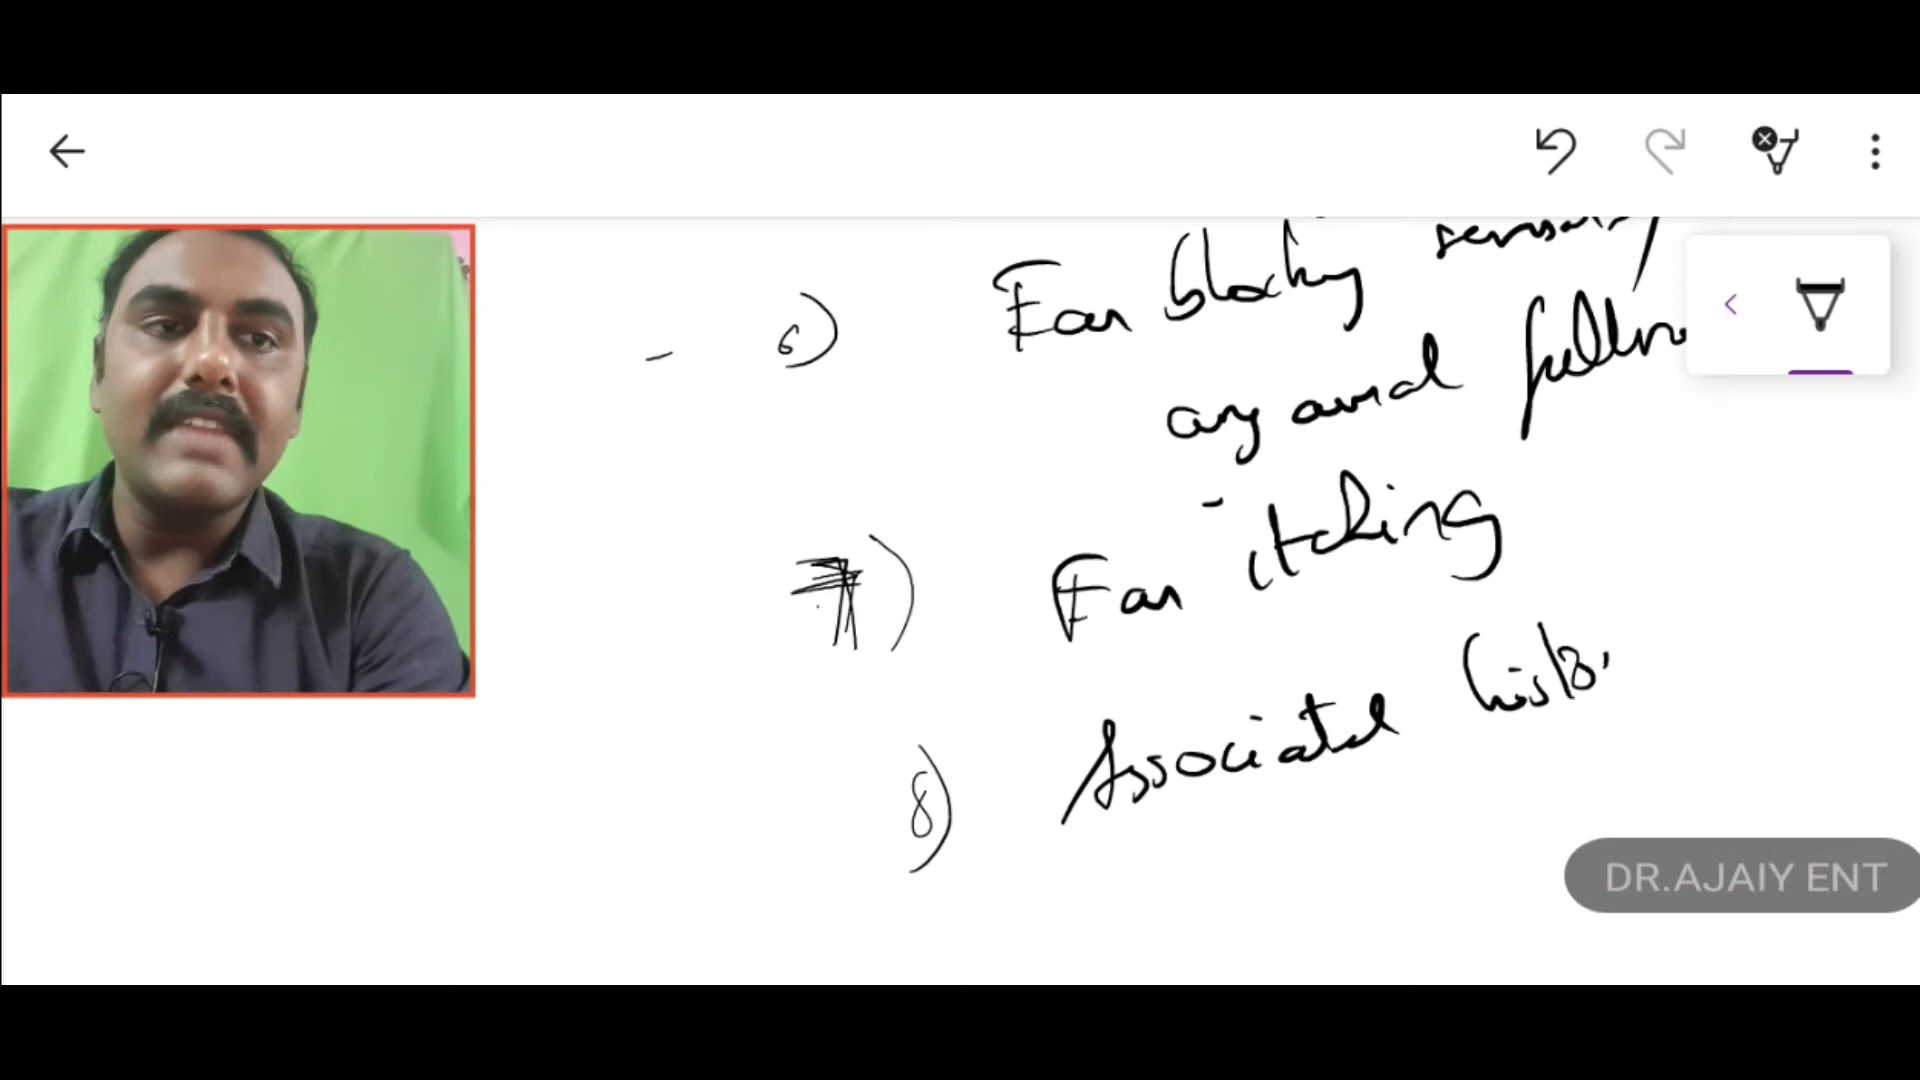 6) Ear blocking sensation
any aural fullness
7) Ear itching
8) Associated histo
DR.AJAIY ENT